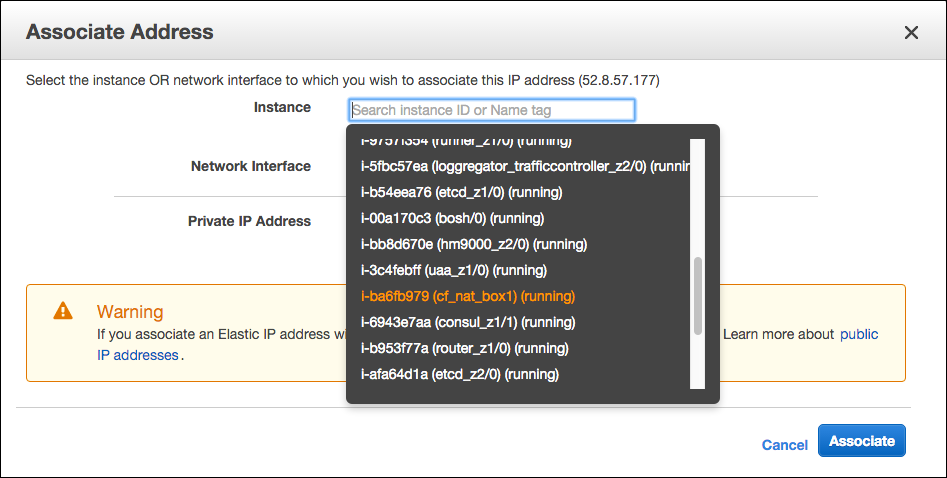 Associate Address
Select the instance OR network interface to which you wish to associate this IP address (52.8.57.177)
Instance
Search instance ID or Name tag
i-97571354 (runner_z1/0) (running)
Network Interface
i-5fbc57ea (loggregator_trafficcontroller_z2/0) (runnin
i-b54eea76 (etcd_z1/0) (running)
Private IP Address
i-00a170c3 (bosh/0) (running)
i-bb8d670e (hm9000_z2/0) (running)
i-3c4febff (uaa_z1/0) (running)
i-ba6fb979 (cf_nat_box1) (running)
i-6943e7aa (consul_z1/1) (running)
i-b953f77a (router_z1/0) (running)
i-afa64d1a (etcd_z2/0) (running)
Warning
If you associate an Elastic IP address wi Learn more about public
IP addresses.
Cancel
Associate